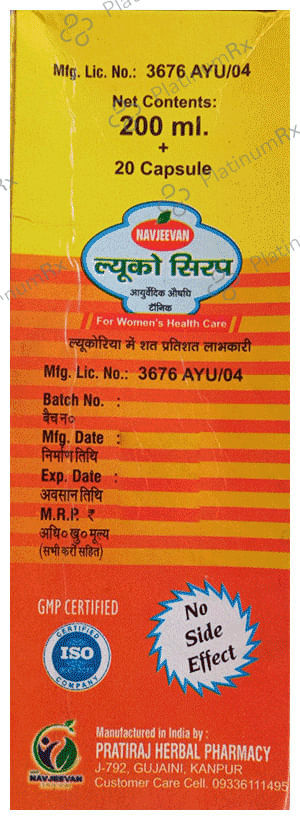 Mfg. Lic. No.: 3676 AYU/04
Net Contents:
200 ml.
+
20 Capsule
NAVJEEVAN
ल्यूको सिरप
आयुर्वेदिक औषधि
टॉनिक
For Women's Health Care
ल्यूकोरिया में शत प्रतिशत लाभकारी
Mfg. Lic. No.: 3676 AYU/04
Batch No. :
बैच न०
Mfg. Date :
निर्माण तिथि
Exp. Date :
अवसान तिथि
M.R.P. ₹
अधि० खु० मूल्य
(सभी करों सहित)
GMP CERTIFIED
CERTIFIED
ISO
COMPANY
No
Side
Effect
NAVJEEVAN
Manufactured in India by :
PRATIRAJ HERBAL PHARMACY
J-792, GUJAINI, KANPUR
Customer Care Cell. 09336111495
PlatinumRx